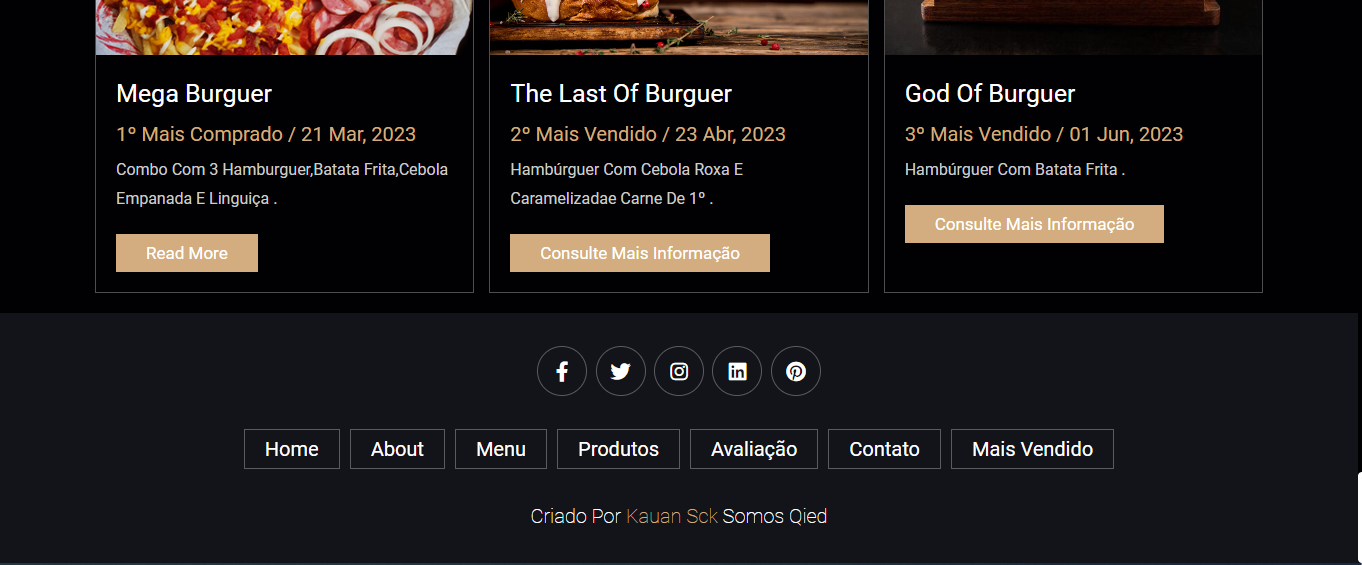 Mega Burguer
1º Mais Comprado / 21 Mar, 2023
Combo Com 3 Hamburguer,Batata Frita,Cebola
Empanada E Linguiça .
Read More
The Last Of Burguer
2º Mais Vendido / 23 Abr, 2023
Hambúrguer Com Cebola Roxa E
Caramelizadae Carne De 1º .
Consulte Mais Informação
God Of Burguer
3º Mais Vendido / 01 Jun, 2023
Hambúrguer Com Batata Frita .
Consulte Mais Informação
Home About Menu Produtos Avaliação Contato Mais Vendido
Criado Por Kauan Sck Somos Qied